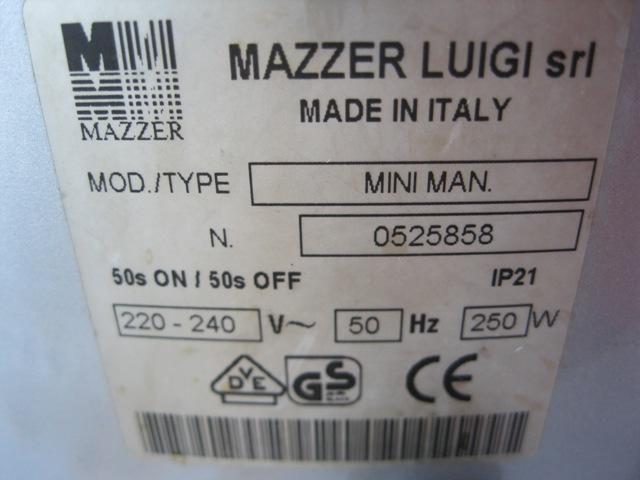 M MAZZER LUIGI srl
MAZZER MADE IN ITALY
MOD./TYPE MINI MAN.
N. 0525858
50s ON / 50s OFF IP21
220 - 240 V~ 50 Hz 250 W
DVE GS CE